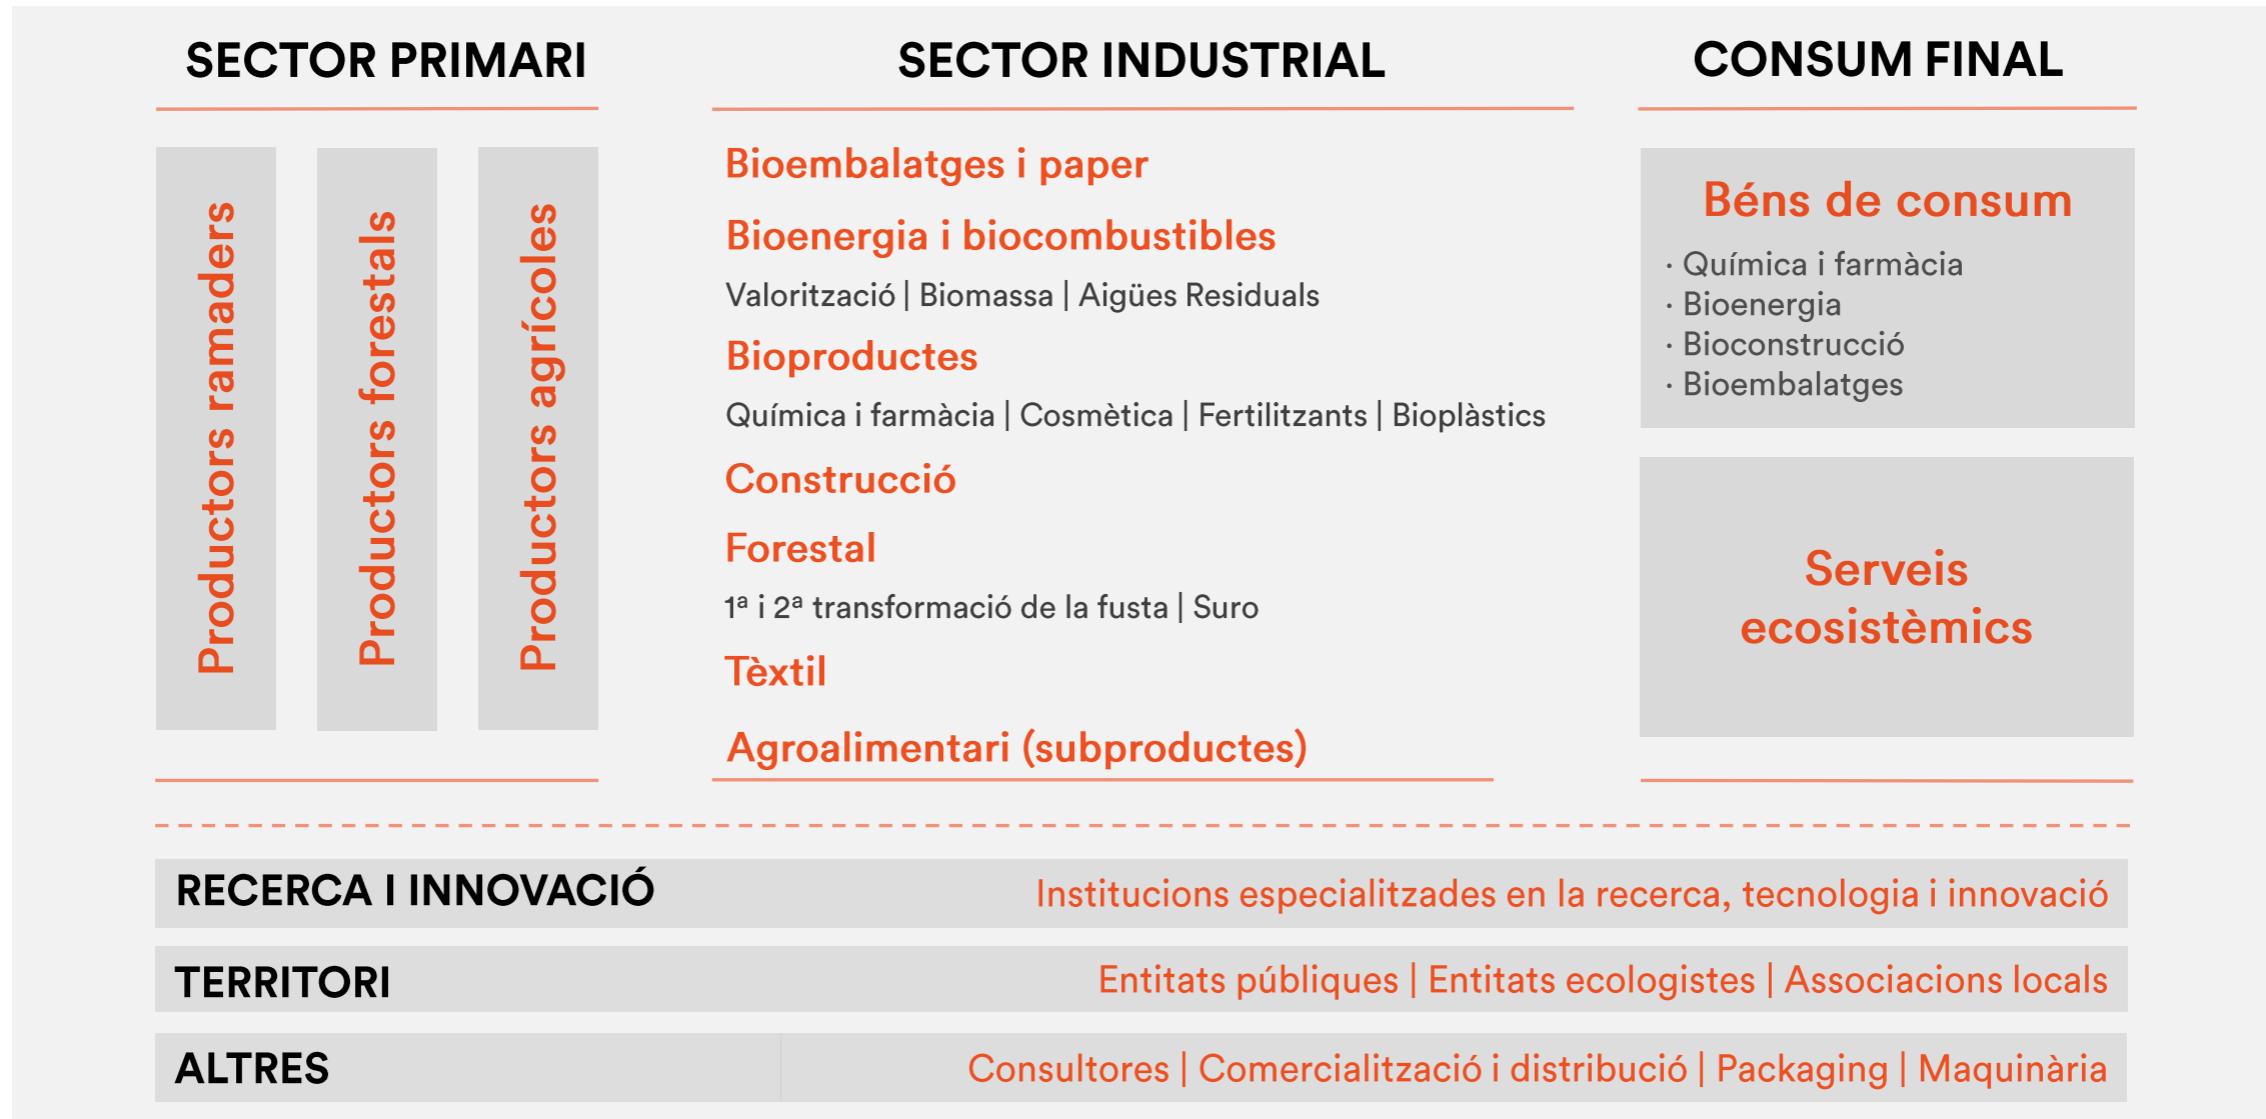 SECTOR PRIMARI
Productors ramaders
Productors forestals
Productors agrícoles
SECTOR INDUSTRIAL
Bioembalatges i paper
Bioenergia i biocombustibles
Valorització | Biomassa | Aigües Residuals
Bioproductes
Química i farmàcia | Cosmètica | Fertilitzants | Bioplàstics
Construcció
Forestal
1ª i 2ª transformació de la fusta | Suro
Tèxtil
Agroalimentari (subproductes)
CONSUM FINAL
Béns de consum
· Química i farmàcia
· Bioenergia
· Bioconstrucció
· Bioembalatges
Serveis
ecosistèmics
RECERCA I INNOVACIÓ
Institucions especialitzades en la recerca, tecnologia i innovació
TERRITORI
Entitats públiques | Entitats ecologistes | Associacions locals
ALTRES
Consultores | Comercialització i distribució | Packaging | Maquinària